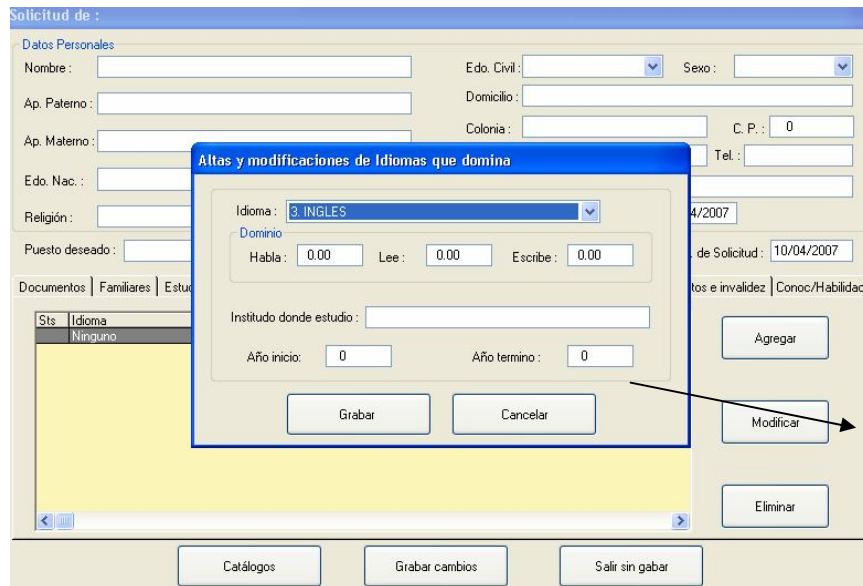 Solicitud de :
Datos Personales
Nombre :
Edo. Civil :
Sexo :
Ap. Paterno :
Domicilio :
Colonia :
C. P. : 0
Ap. Materno :
Tel. :
Altas y modificaciones de Idiomas que domina
Edo. Nac. :
Idioma : 3. INGLES
Religión :
4/2007
Dominio
Habla : 0.00 Lee : 0.00 Escribe : 0.00
Puesto deseado :
. de Solicitud : 10/04/2007
Documentos Familiares Estuc
tos e invalidez Conoc/Habilidad
Sts Idioma
Ninguno
Institudo donde estudio :
Agregar
Año inicio: 0 Año termino : 0
Grabar Cancelar
Modificar
Eliminar
Catálogos Grabar cambios Salir sin gabar